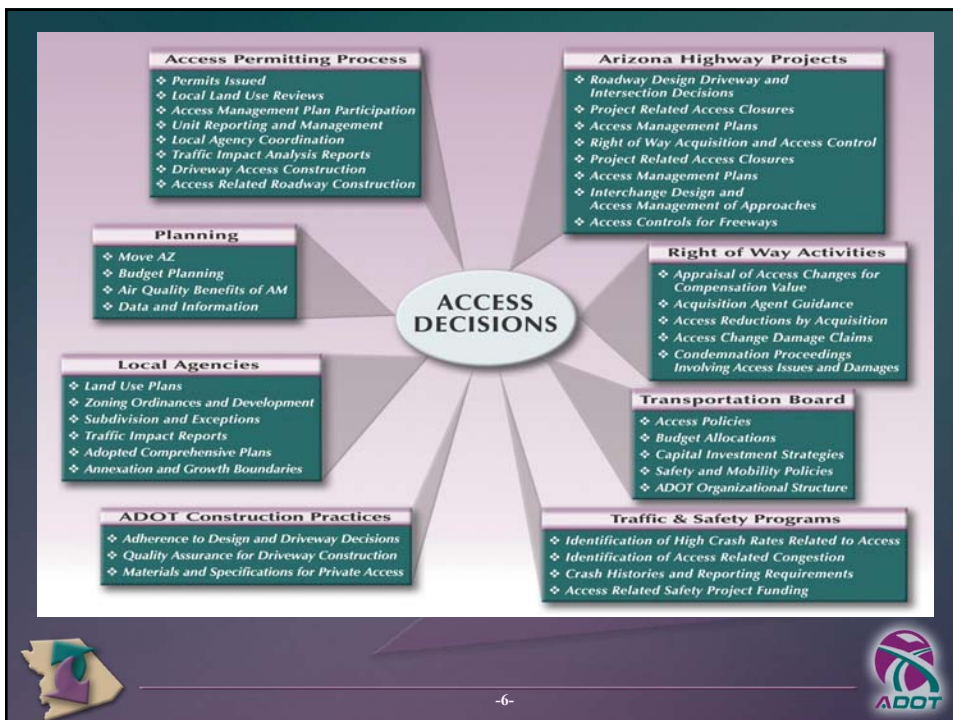 Access Permitting Process
❖ Permits Issued
❖ Local Land Use Reviews
❖ Access Management Plan Participation
❖ Unit Reporting and Management
❖ Local Agency Coordination
❖ Traffic Impact Analysis Reports
❖ Driveway Access Construction
❖ Access Related Roadway Construction
Arizona Highway Projects
❖ Roadway Design Driveway and
Intersection Decisions
❖ Project Related Access Closures
❖ Access Management Plans
❖ Right of Way Acquisition and Access Control
❖ Project Related Access Closures
❖ Access Management Plans
❖ Interchange Design and
Access Management of Approaches
❖ Access Controls for Freeways
Planning
❖ Move AZ
❖ Budget Planning
❖ Air Quality Benefits of AM
❖ Data and Information
ACCESS
DECISIONS
Right of Way Activities
❖ Appraisal of Access Changes for
Compensation Value
❖ Acquisition Agent Guidance
❖ Access Reductions by Acquisition
❖ Access Change Damage Claims
❖ Condemnation Proceedings
Involving Access Issues and Damages
Local Agencies
❖ Land Use Plans
❖ Zoning Ordinances and Development
❖ Subdivision and Exceptions
❖ Traffic Impact Reports
❖ Adopted Comprehensive Plans
❖ Annexation and Growth Boundaries
Transportation Board
❖ Access Policies
❖ Budget Allocations
❖ Capital Investment Strategies
❖ Safety and Mobility Policies
❖ ADOT Organizational Structure
ADOT Construction Practices
❖ Adherence to Design and Driveway Decisions
❖ Quality Assurance for Driveway Construction
❖ Materials and Specifications for Private Access
Traffic & Safety Programs
❖ Identification of High Crash Rates Related to Access
❖ Identification of Access Related Congestion
❖ Crash Histories and Reporting Requirements
❖ Access Related Safety Project Funding
-6-
ADOT